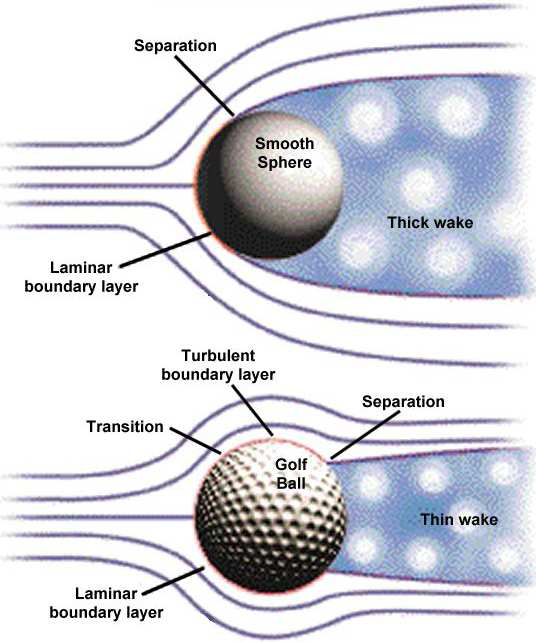 Separation
Smooth
Sphere
Thick wake
Laminar
boundary layer
Turbulent
boundary layer
Separation
Transition
Golf
Ball
Thin wake
Laminar
boundary layer